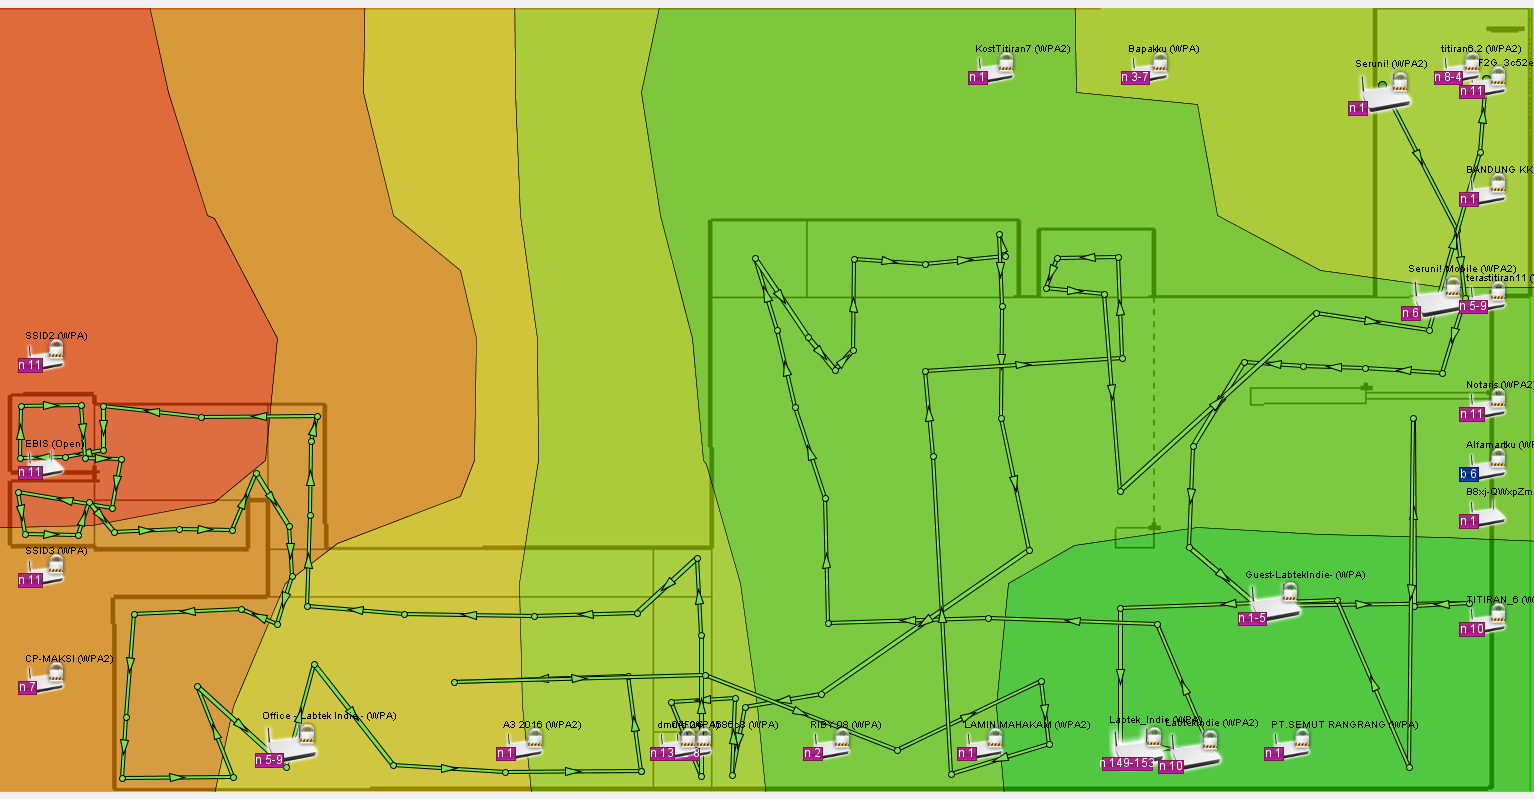 KostTitiran7 (WPA2)
n 1
Bapakku (WPA)
n 3-7
Seruni! (WPA2)
n 1
titiran6.2 (WPA2)
n 8-4
F2G_3c52e
n 11
BANDUNG KK
n 1
Seruni! Mobile (WPA2)
n 6
terastitiran11 (
n 5-9
SSID2 (WPA)
n 11
Notaris (WPA2)
n 11
EBIS (Open)
n 11
Alfamartku (WP
b 6
B8xj-QWxpZm
n 1
SSID3 (WPA)
n 11
Guest-LabtekIndie- (WPA)
n 1-5
TITIRAN_6 (W
n 10
CP-MAKSI (WPA2)
n 7
Office - Labtek Indie - (WPA)
n 5-9
A3 2016 (WPA2)
n 1
n 13
8
RIBY 08 (WPA)
n 2
LAMIN MAHAKAM (WPA2)
n 1
Labtek_Indie (WPA)
n 149-153
LabtekIndie (WPA2)
n 10
PT.SEMUT RANGRANG (WPA)
n 1